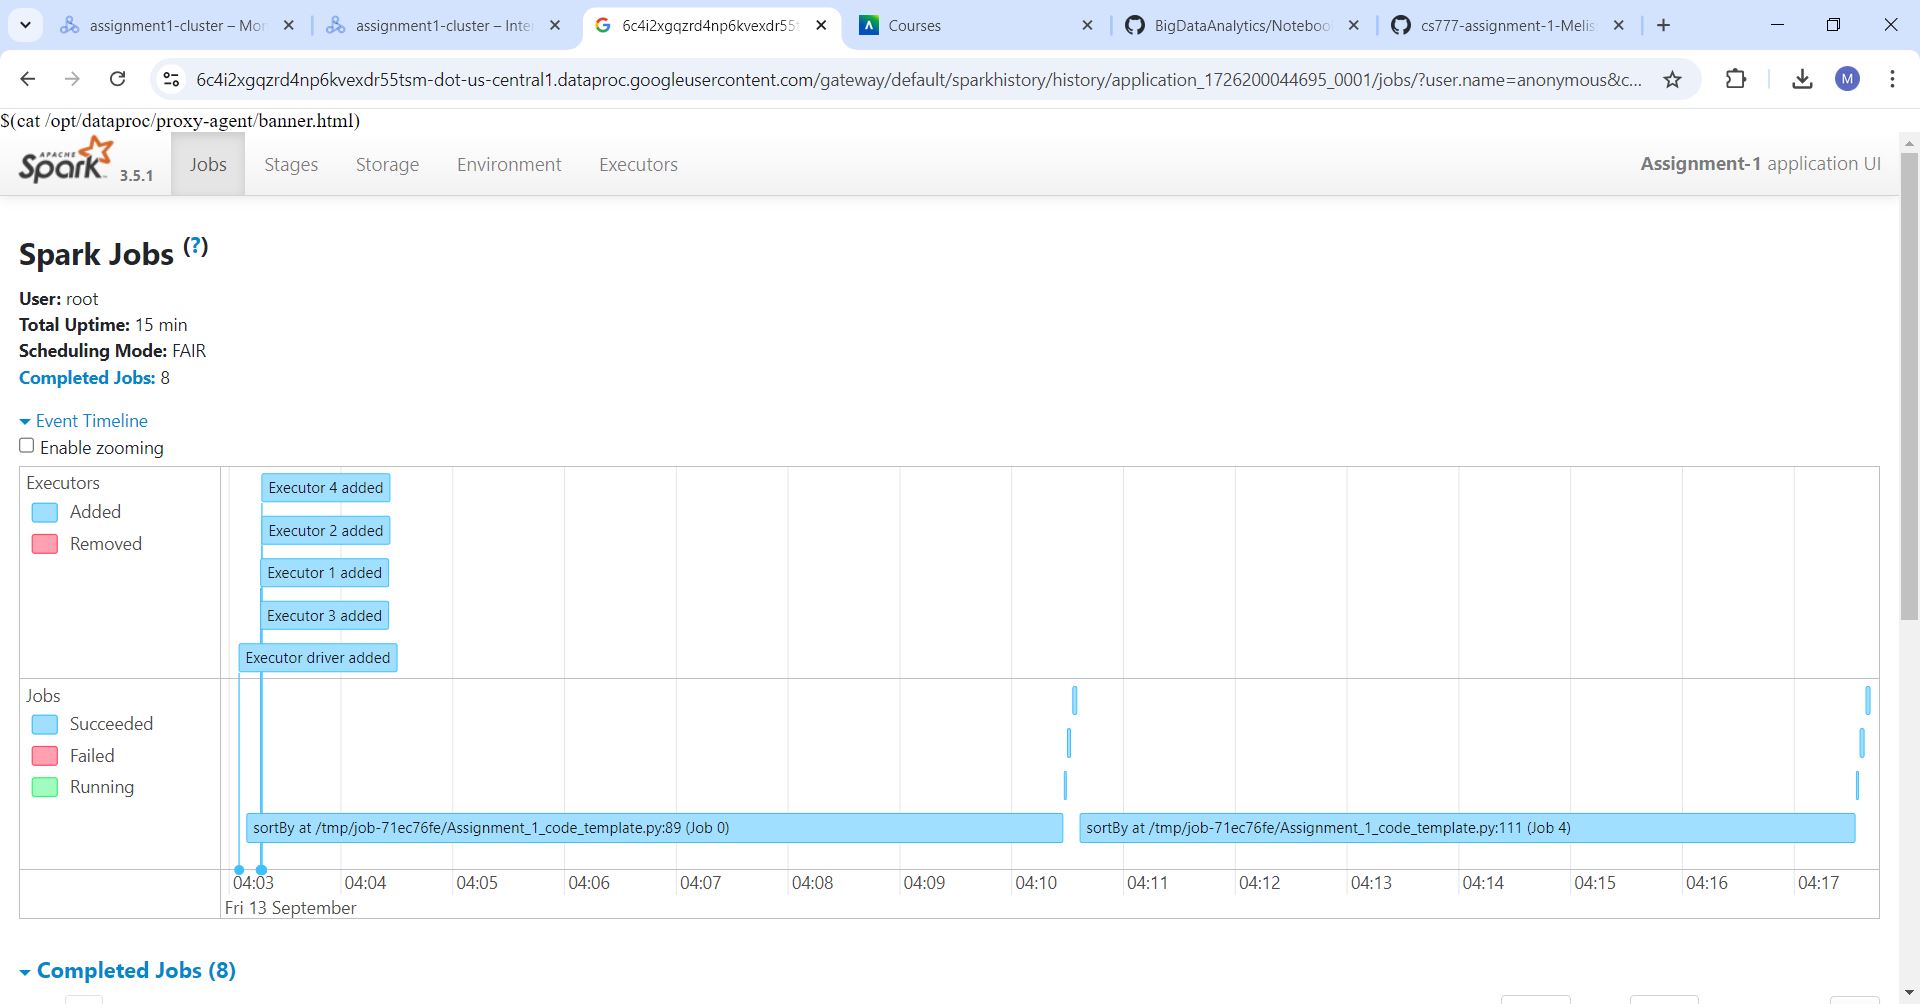 assignment1-cluster – Mon
assignment1-cluster – Inter
6c4i2xgqzrd4np6kvexdr55t
Courses
BigDataAnalytics/Noteboo
cs777-assignment-1-Melis
6c4i2xgqzrd4np6kvexdr55tsm-dot-us-central1.dataproc.googleusercontent.com/gateway/default/sparkhistory/history/application_1726200044695_0001/jobs/?user.name=anonymous&c...
M
$(cat /opt/dataproc/proxy-agent/banner.html)
APACHE Spark 3.5.1 Jobs Stages Storage Environment Executors Assignment-1 application UI
Spark Jobs (?)
User: root
Total Uptime: 15 min
Scheduling Mode: FAIR
Completed Jobs: 8
Event Timeline
Enable zooming
Executors
Added
Removed
Executor 4 added
Executor 2 added
Executor 1 added
Executor 3 added
Executor driver added
Jobs
Succeeded
Failed
Running
sortBy at /tmp/job-71ec76fe/Assignment_1_code_template.py:89 (Job 0)
sortBy at /tmp/job-71ec76fe/Assignment_1_code_template.py:111 (Job 4)
04:03 04:04 04:05 04:06 04:07 04:08 04:09 04:10 04:11 04:12 04:13 04:14 04:15 04:16 04:17
Fri 13 September
Completed Jobs (8)